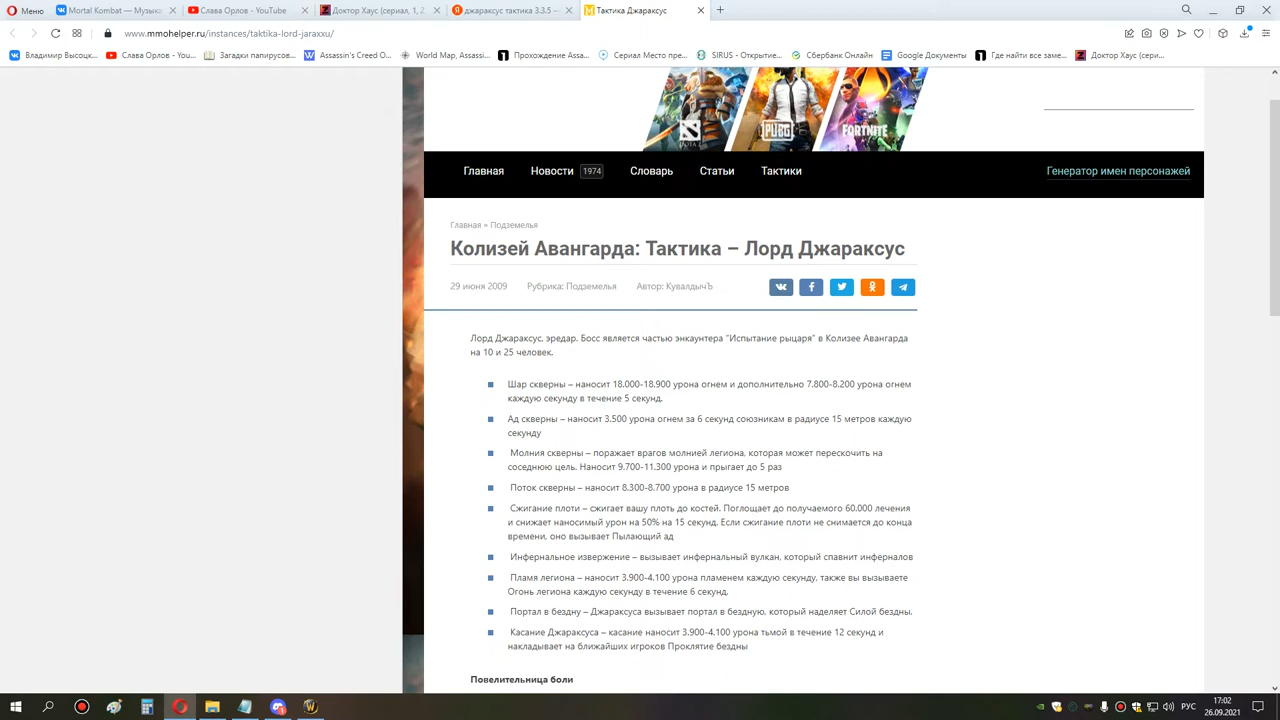 Меню
Mortal Kombat — Музыка
Слава Орлов - YouTube
Доктор Хаус (сериал, 1, 2
джараксус тактика 3.3.5 —
Тактика Джараксус
www.mmohelper.ru/instances/taktika-lord-jaraxxu/
Владимир Высоцк...
Слава Орлов - You...
Загадки папирусов...
Assassin's Creed O...
World Map, Assassi...
Прохождение Assa...
Сериал Место пре...
SIRUS - Открытие...
Сбербанк Онлайн
Google Документы
Где найти все заме...
Доктор Хаус (сери...
DOTA 2
PUBG
FORTNITE
Главная Новости 1974 Словарь Статьи Тактики Генератор имен персонажей
Главная » Подземелья
Колизей Авангарда: Тактика – Лорд Джараксус
29 июня 2009 Рубрика: Подземелья Автор: КувалдычЪ
Лорд Джараксус, эредар. Босс является частью энкаунтера "Испытание рыцаря" в Колизее Авангарда
на 10 и 25 человек.
Шар скверны – наносит 18.000-18.900 урона огнем и дополнительно 7.800-8.200 урона огнем
каждую секунду в течение 5 секунд.
Ад скверны – наносит 3.500 урона огнем за 6 секунд союзникам в радиусе 15 метров каждую
секунду
Молния скверны – поражает врагов молнией легиона, которая может перескочить на
соседнюю цель. Наносит 9.700-11.300 урона и прыгает до 5 раз
Поток скверны – наносит 8.300-8.700 урона в радиусе 15 метров
Сжигание плоти – сжигает вашу плоть до костей. Поглощает до получаемого 60.000 лечения
и снижает наносимый урон на 50% на 15 секунд. Если сжигание плоти не снимается до конца
времени, оно вызывает Пылающий ад
Инфернальное извержение – вызывает инфернальный вулкан, который спавнит инферналов
Пламя легиона – наносит 3.900-4.100 урона пламенем каждую секунду, также вы вызываете
Огонь легиона каждую секунду в течение 6 секунд.
Портал в бездну – Джараксуса вызывает портал в бездную, который наделяет Силой бездны.
Касание Джараксуса – касание наносит 3.900-4.100 урона тьмой в течение 12 секунд и
накладывает на ближайших игроков Проклятие бездны
Повелительница боли
РУС
17:02
26.09.2021